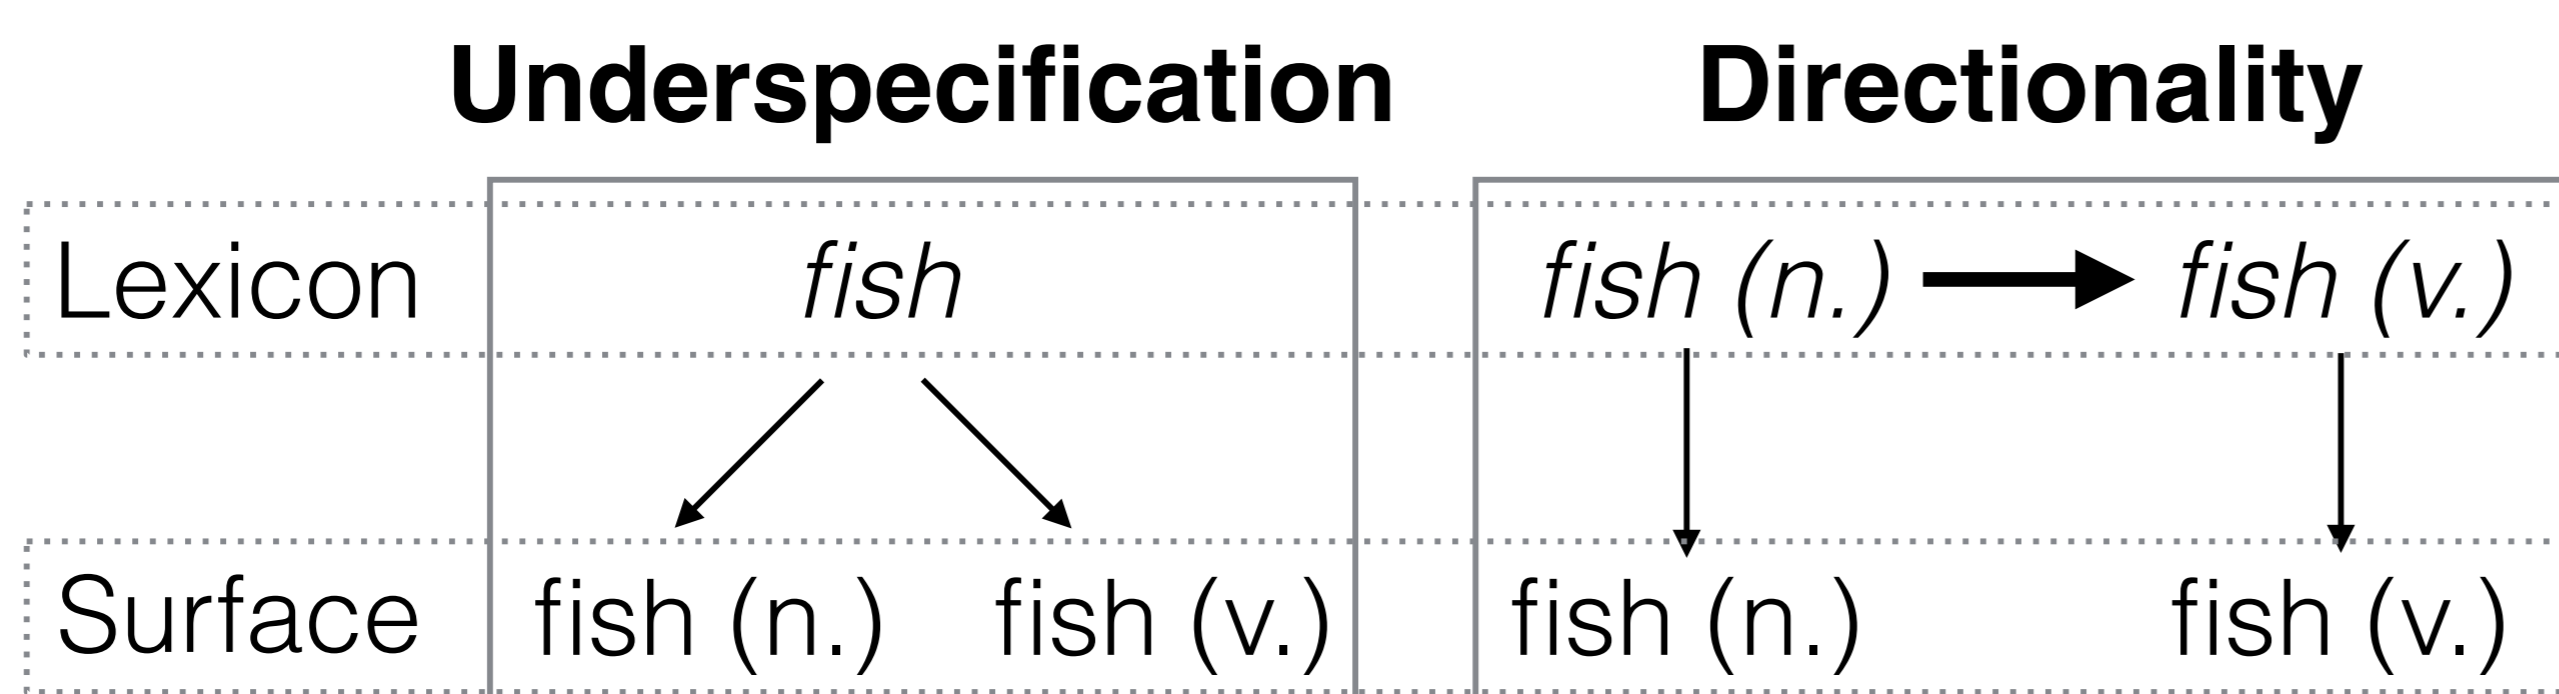 Underspecification Directionality
Lexicon fish fish (n.) fish (v.)
Surface fish (n.) fish (v.) fish (n.) fish (v.)